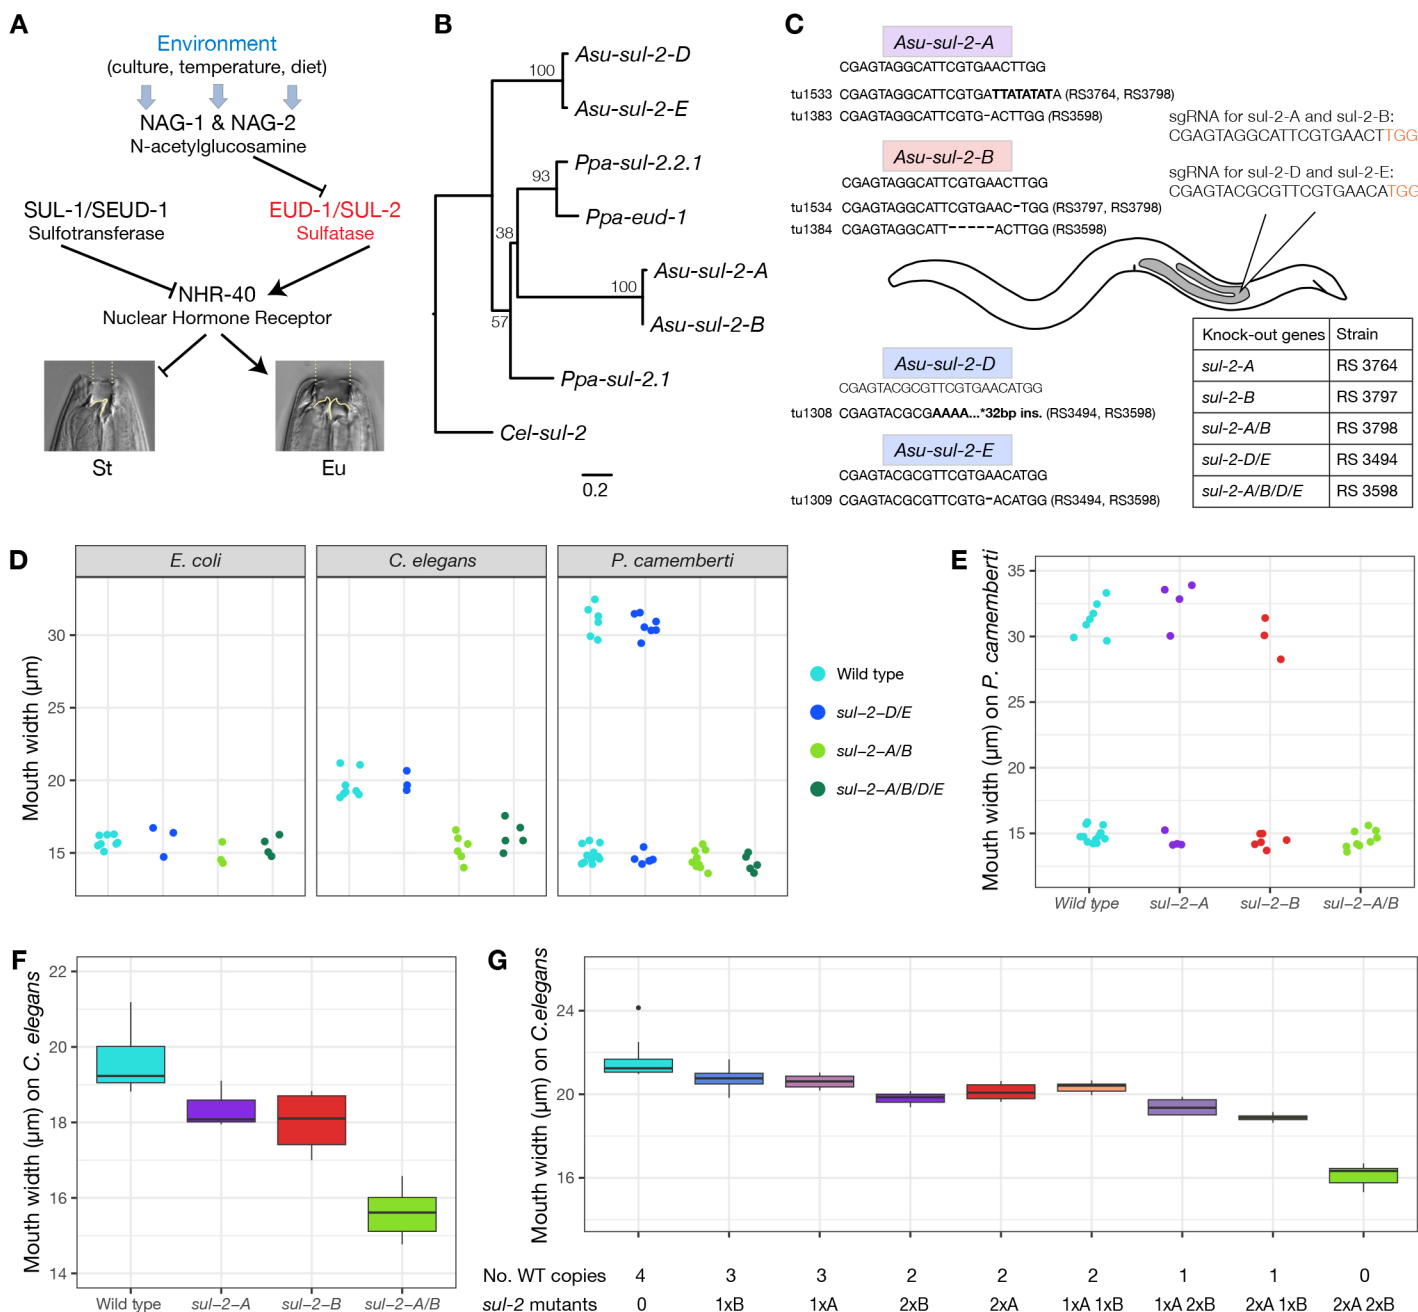 A
Environment
(culture, temperature, diet)
NAG-1 & NAG-2
N-acetylglucosamine
SUL-1/SEUD-1
Sulfotransferase
EUD-1/SUL-2
Sulfatase
NHR-40
Nuclear Hormone Receptor
St
Eu
B
100
Asu-sul-2-D
Asu-sul-2-E
93
Ppa-sul-2.2.1
Ppa-eud-1
38
100
Asu-sul-2-A
Asu-sul-2-B
57
Ppa-sul-2.1
Cel-sul-2
0.2
C
Asu-sul-2-A
CGAGTAGGCATTCGTGAACTTGG
tu1533 CGAGTAGGCATTCGTGATTATATATA (RS3764, RS3798)
tu1383 CGAGTAGGCATTCGTG-ACTTGG (RS3598)
Asu-sul-2-B
CGAGTAGGCATTCGTGAACTTGG
tu1534 CGAGTAGGCATTCGTGAAC-TGG (RS3797, RS3798)
tu1384 CGAGTAGGCATT-----ACTTGG (RS3598)
sgRNA for sul-2-A and sul-2-B:
CGAGTAGGCATTCGTGAACTTGG
sgRNA for sul-2-D and sul-2-E:
CGAGTACGCGTTCGTGAACATGG
Asu-sul-2-D
CGAGTACGCGTTCGTGAACATGG
tu1308 CGAGTACGCGAAAA...*32bp ins. (RS3494, RS3598)
Asu-sul-2-E
CGAGTACGCGTTCGTGAACATGG
tu1309 CGAGTACGCGTTCGTG-ACATGG (RS3494, RS3598)
Knock-out genes Strain
sul-2-A RS 3764
sul-2-B RS 3797
sul-2-A/B RS 3798
sul-2-D/E RS 3494
sul-2-A/B/D/E RS 3598
D
E. coli C. elegans P. camemberti
Mouth width (µm)
30
25
20
15
Wild type
sul-2-D/E
sul-2-A/B
sul-2-A/B/D/E
E
Mouth width (µm) on P. camemberti
35
30
25
20
15
Wild type sul-2-A sul-2-B sul-2-A/B
F
Mouth width (µm) on C. elegans
22
20
18
16
14
Wild type sul-2-A sul-2-B sul-2-A/B
G
Mouth width (µm) on C.elegans
24
20
16
No. WT copies 4 3 3 2 2 2 1 1 0
sul-2 mutants 0 1xB 1xA 2xB 2xA 1xA 1xB 1xA 2xB 2xA 1xB 2xA 2xB